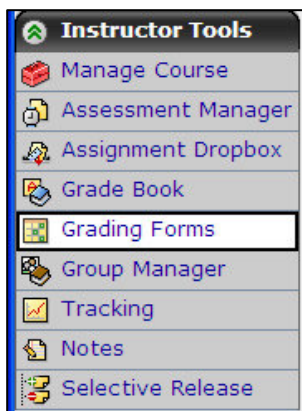 Instructor Tools
Manage Course
Assessment Manager
Assignment Dropbox
Grade Book
Grading Forms
Group Manager
Tracking
Notes
Selective Release